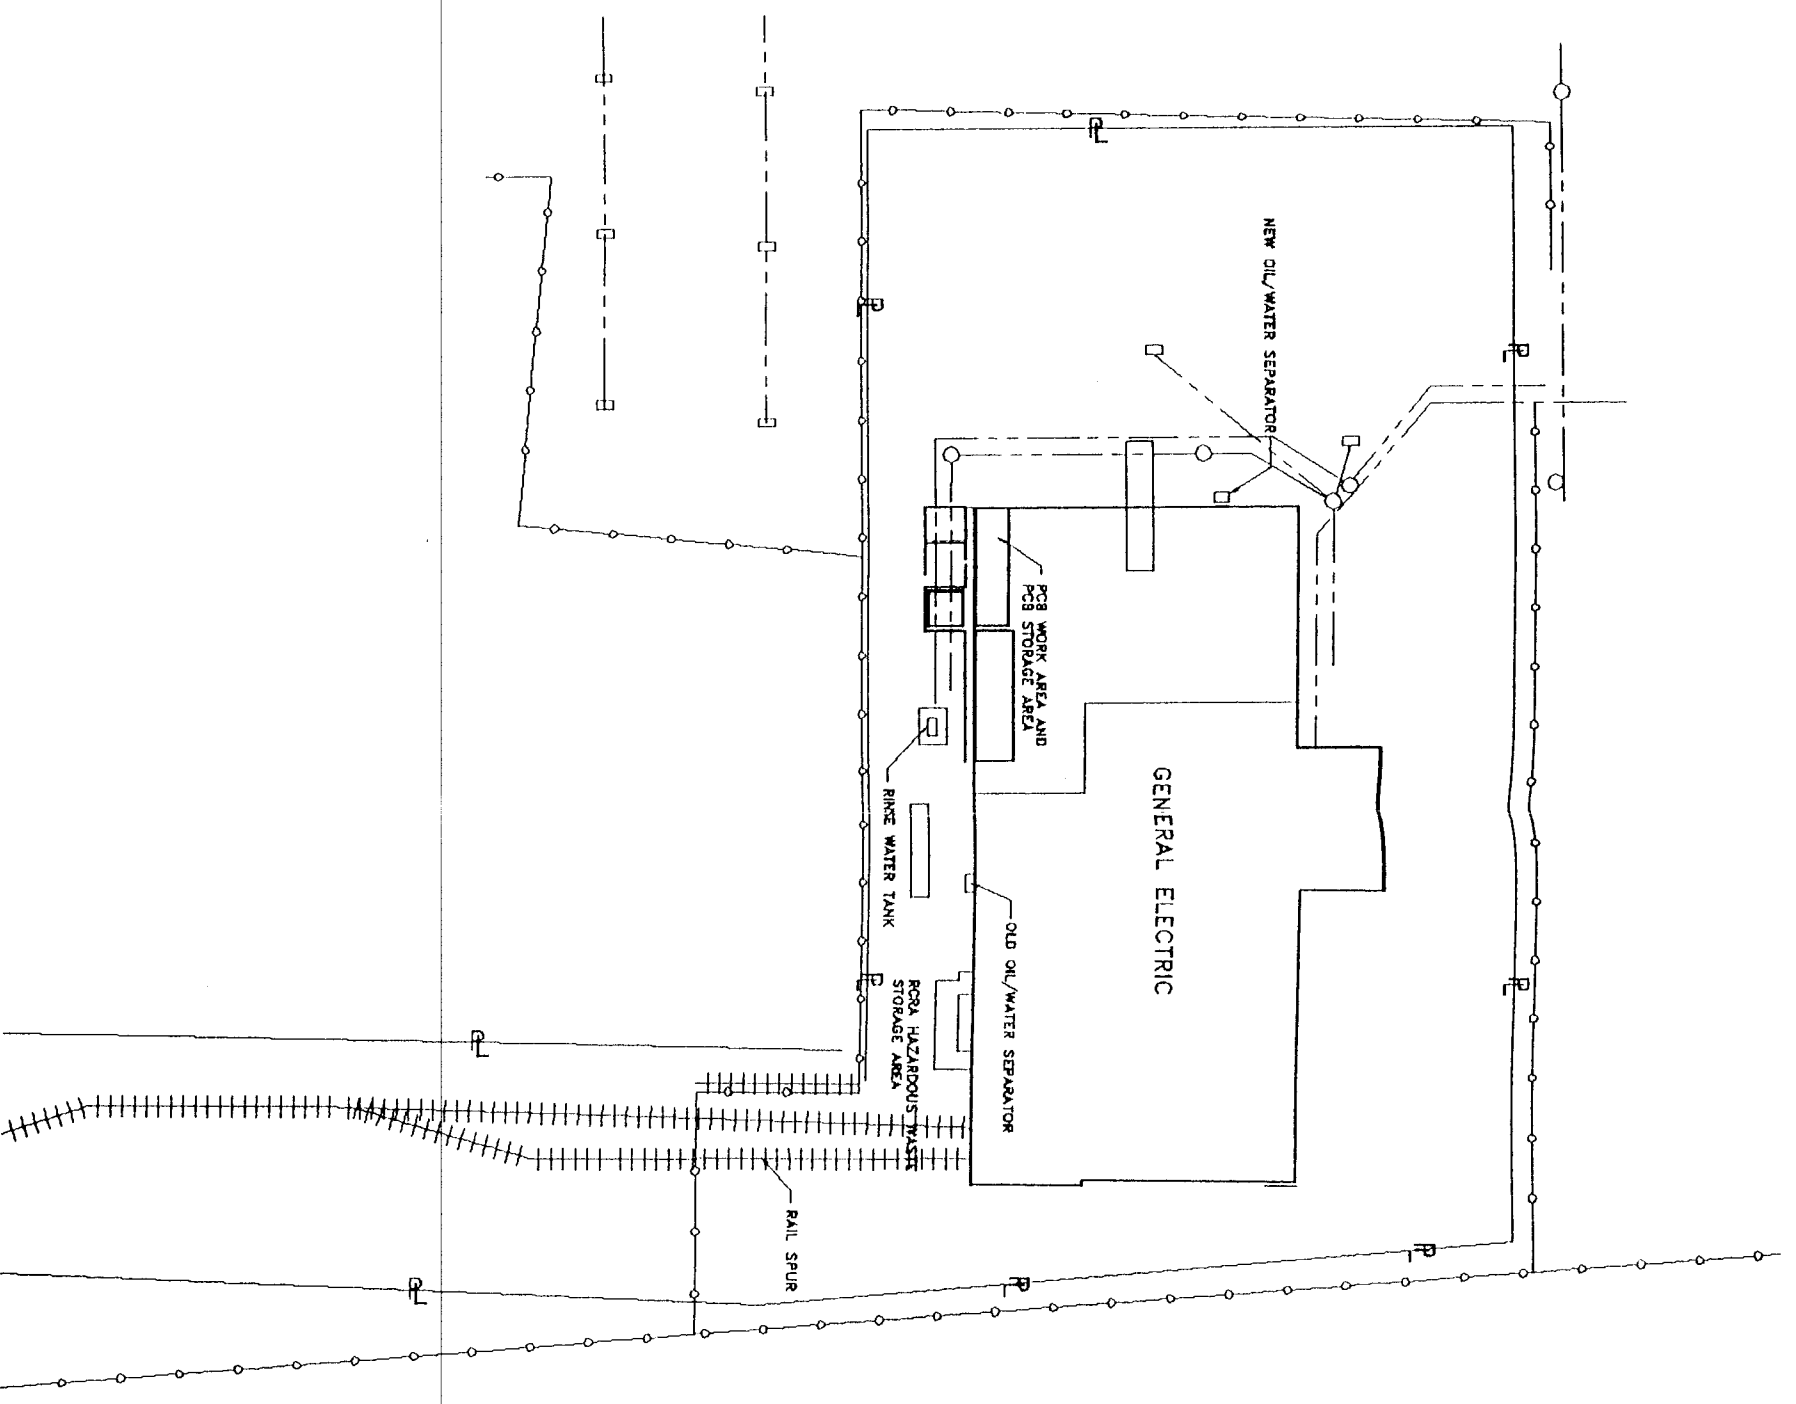 NEW OIL/WATER SEPARATOR
PCB WORK AREA AND
PCB STORAGE AREA
GENERAL ELECTRIC
RINSE WATER TANK
OLD OIL/WATER SEPARATOR
RCRA HAZARDOUS WASTE
STORAGE AREA
RAIL SPUR
PL
PL
PL
PL
PL
PL
PL
PL
PL